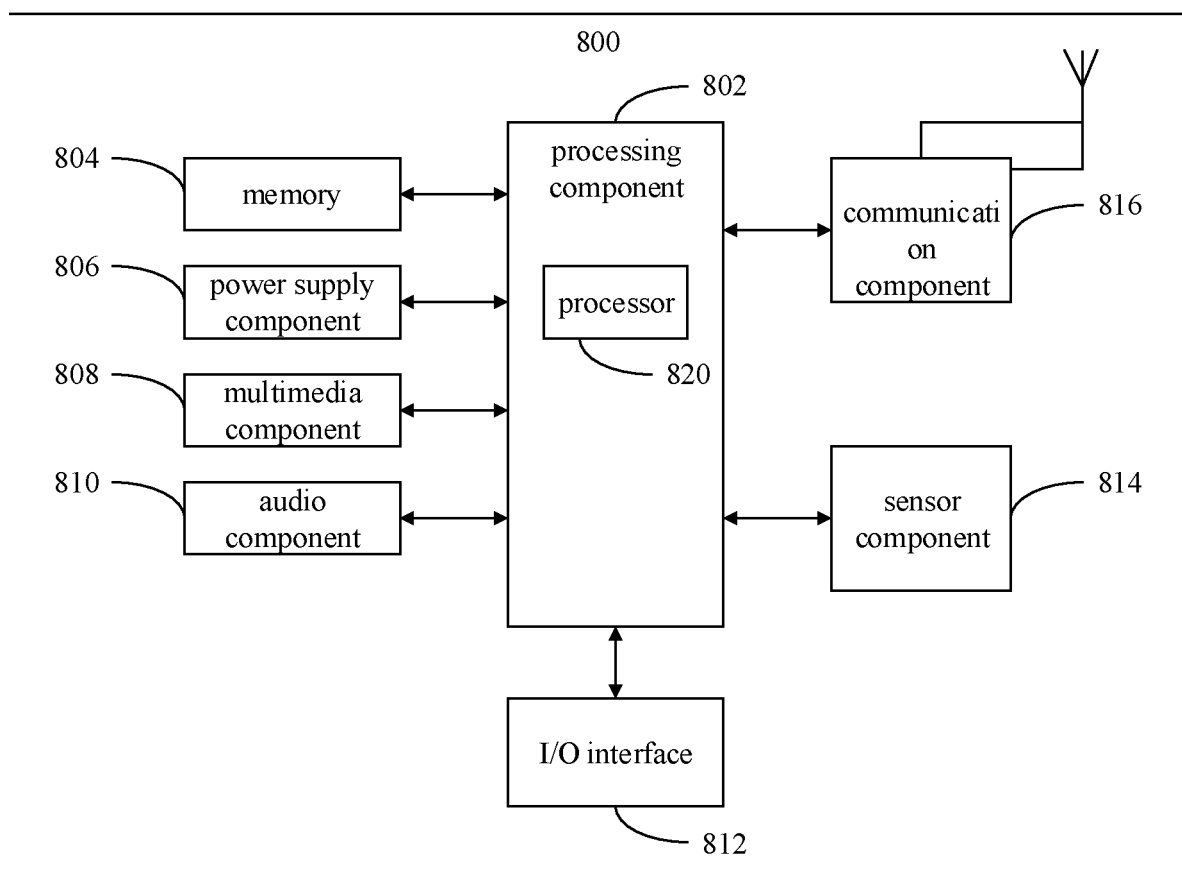 800
802
processing
component
804
memory
communicati
on
component
816
806
power supply
component
processor
820
808
multimedia
component
810
audio
component
sensor
component
814
I/O interface
812